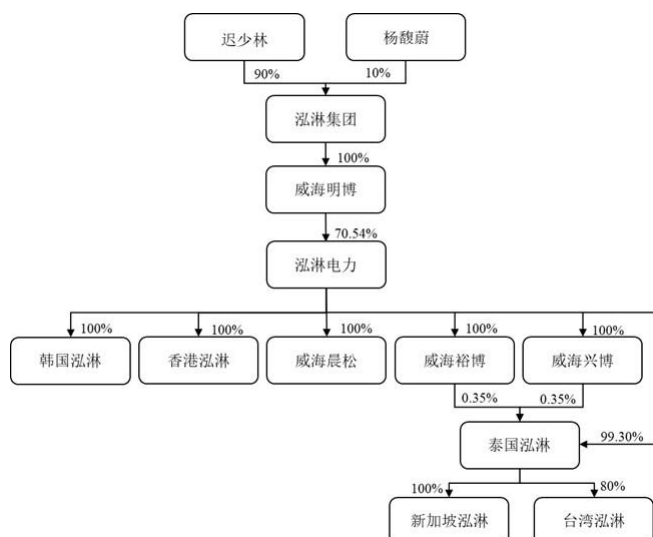 迟少林
杨馥蔚
90%
10%
泓淋集团
100%
威海明博
70.54%
泓淋电力
100%
100%
100%
100%
100%
韩国泓淋
香港泓淋
威海晨松
威海裕博
威海兴博
0.35%
0.35%
泰国泓淋
99.30%
100%
80%
新加坡泓淋
台湾泓淋